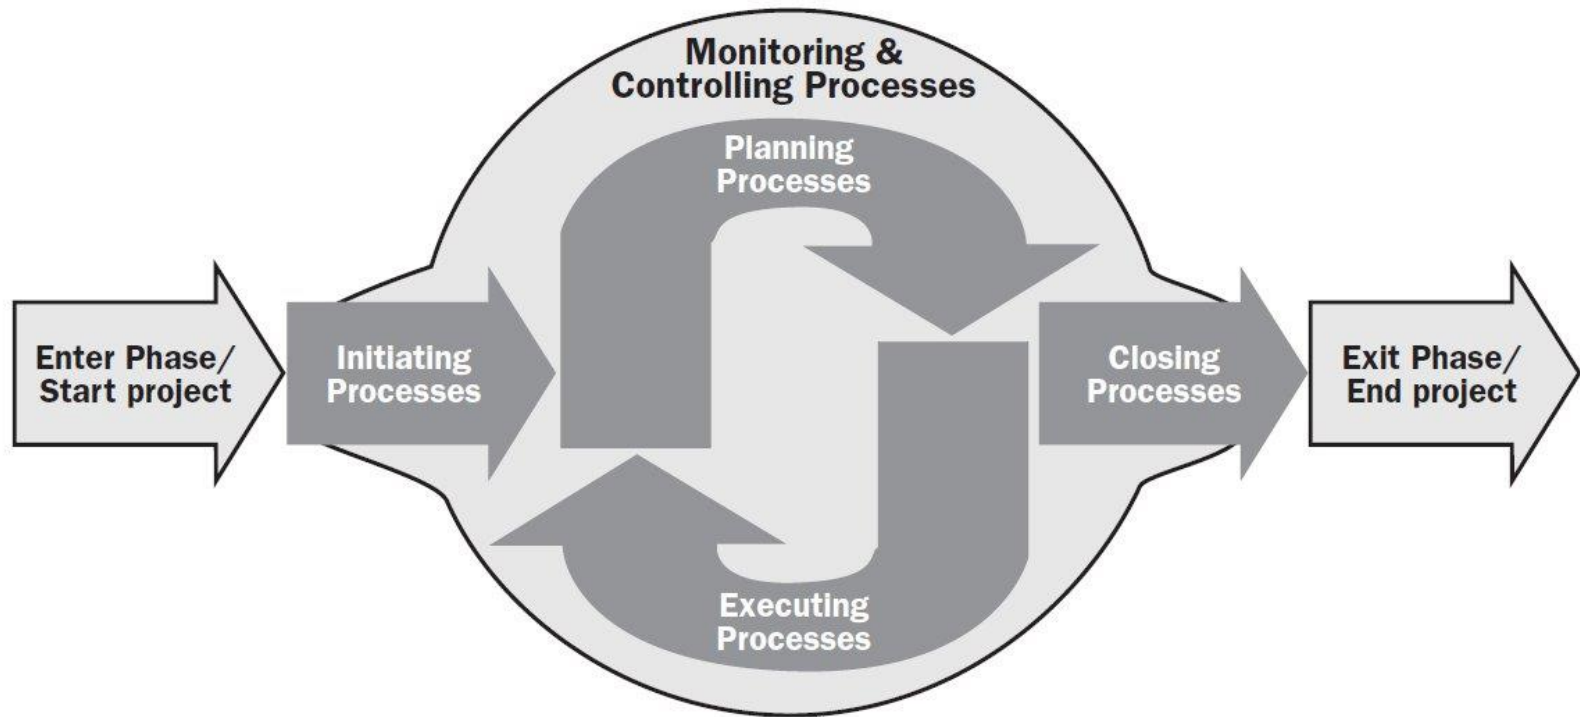 Monitoring &
Controlling Processes
Planning
Processes
Enter Phase/
Start project
Initiating
Processes
Closing
Processes
Exit Phase/
End project
Executing
Processes